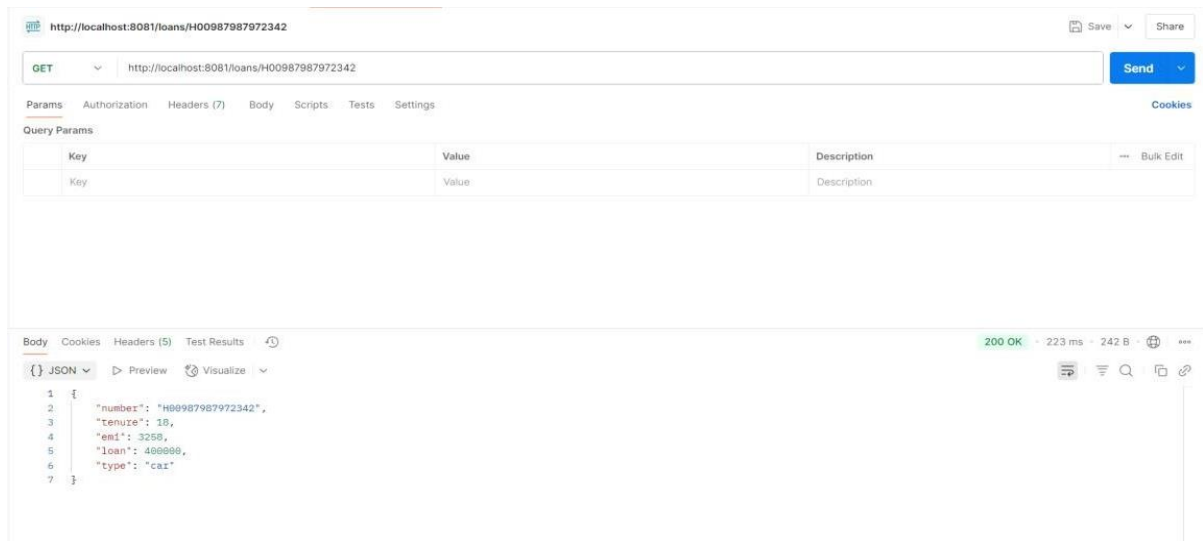 HTTP http://localhost:8081/loans/H00987987972342 Save Share
GET http://localhost:8081/loans/H00987987972342 Send
Params Authorization Headers (7) Body Scripts Tests Settings Cookies
Query Params
Key Value Description ••• Bulk Edit
Key Value Description
Body Cookies Headers (5) Test Results 200 OK · 223 ms · 242 B · •••
{} JSON Preview Visualize
1 {
2 "number": "H00987987972342",
3 "tenure": 18,
4 "emi": 3258,
5 "loan": 400000,
6 "type": "car"
7 }